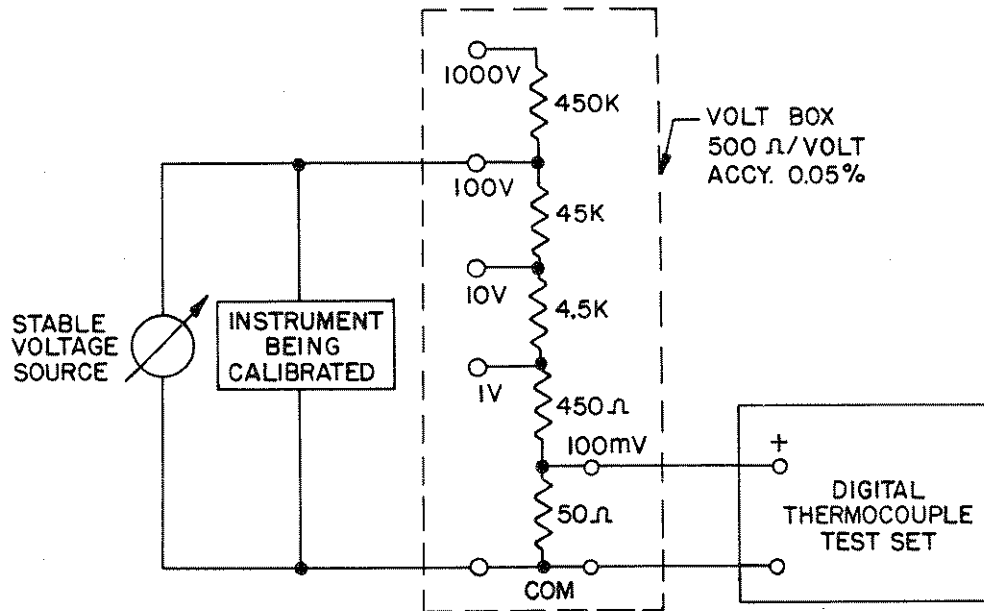 1000V
450K
VOLT BOX
500 Ω/VOLT
ACCY. 0.05%
100V
45K
10V
4.5K
STABLE
VOLTAGE
SOURCE
INSTRUMENT
BEING
CALIBRATED
1V
450Ω
100mV
50Ω
COM
+
DIGITAL
THERMOCOUPLE
TEST SET